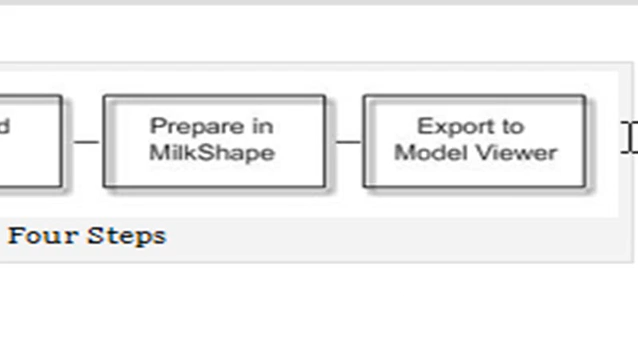 Prepare in
MilkShape
Export to
Model Viewer
Four Steps